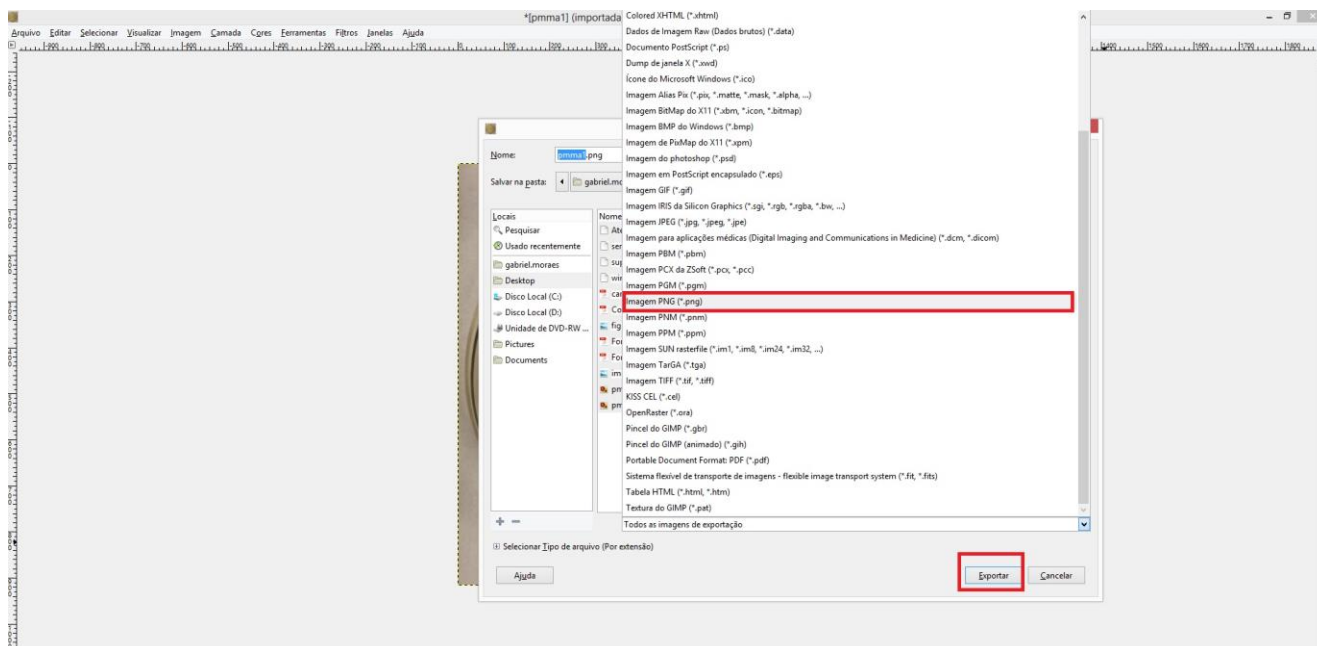 *[pmma1] (importada
Arquivo Editar Selecionar Visualizar Imagem Camada Cores Ferramentas Filtros Janelas Ajuda
Nome: pmma1.png
Salvar na pasta: gabriel.mo
Locais
Pesquisar
Usado recentemente
gabriel.moraes
Desktop
Disco Local (C:)
Disco Local (D:)
Unidade de DVD-RW ...
Pictures
Documents
Nome
Colored XHTML (*.xhtml)
Dados de Imagem Raw (Dados brutos) (*.data)
Documento PostScript (*.ps)
Dump de janela X (*.xwd)
Ícone do Microsoft Windows (*.ico)
Imagem Alias Pix (*.pix, *.matte, *.mask, *.alpha, ...)
Imagem BitMap do X11 (*.xbm, *.icon, *.bitmap)
Imagem BMP do Windows (*.bmp)
Imagem de PixMap do X11 (*.xpm)
Imagem do photoshop (*.psd)
Imagem em PostScript encapsulado (*.eps)
Imagem GIF (*.gif)
Imagem IRIS da Silicon Graphics (*.sgi, *.rgb, *.rgba, *.bw, ...)
Imagem JPEG (*.jpg, *.jpeg, *.jpe)
Imagem para aplicações médicas (Digital Imaging and Communications in Medicine) (*.dcm, *.dicom)
Imagem PBM (*.pbm)
Imagem PCX da ZSoft (*.pcx, *.pcc)
Imagem PGM (*.pgm)
Imagem PNG (*.png)
Imagem PNM (*.pnm)
Imagem PPM (*.ppm)
Imagem SUN rasterfile (*.im1, *.im8, *.im24, *.im32, ...)
Imagem TarGA (*.tga)
Imagem TIFF (*.tif, *.tiff)
KISS CEL (*.cel)
OpenRaster (*.ora)
Pincel do GIMP (*.gbr)
Pincel do GIMP (animado) (*.gih)
Portable Document Format: PDF (*.pdf)
Sistema flexível de transporte de imagens - flexible image transport system (*.fit, *.fits)
Tabela HTML (*.html, *.htm)
Textura do GIMP (*.pat)
Todos as imagens de exportação
Selecionar Tipo de arquivo (Por extensão)
Ajuda Exportar Cancelar